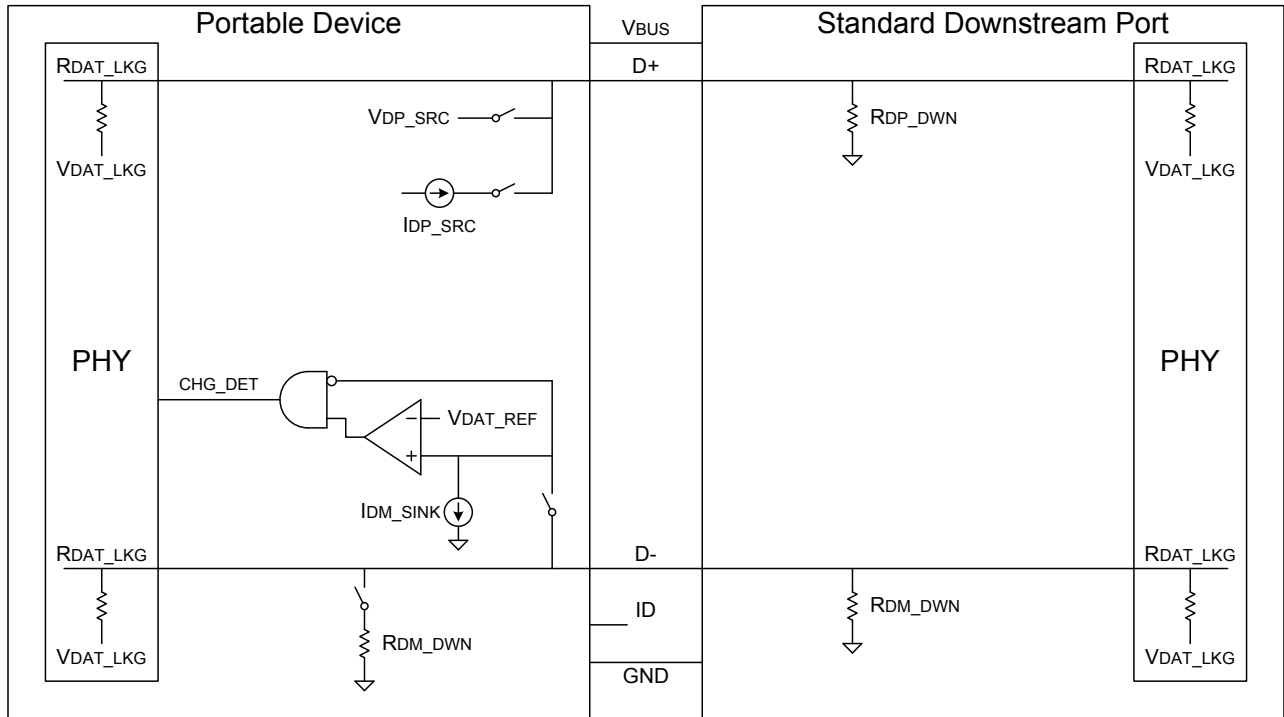 Portable Device
VBUS
Standard Downstream Port
RDAT_LKG
D+
RDAT_LKG
VDP_SRC
RDP_DWN
VDAT_LKG
VDAT_LKG
IDP_SRC
PHY
PHY
CHG_DET
VDAT_REF
−
+
IDM_SINK
RDAT_LKG
D-
RDAT_LKG
ID
RDM_DWN
RDM_DWN
VDAT_LKG
VDAT_LKG
GND